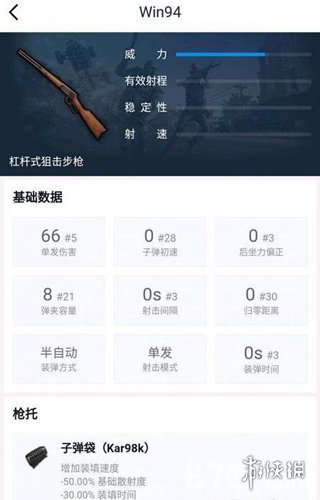 Win94
威力
有效射程
稳定性
射速
杠杆式狙击步枪
基础数据
66 #5
单发伤害
0 #28
子弹初速
0 #3
后坐力偏正
8 #21
弹夹容量
0s #3
射击间隔
0 #30
归零距离
半自动
装弹方式
单发
射击模式
0s #3
装弹时间
枪托
子弹袋（Kar98k）
增加装填速度
-50.00% 基础散射度
-30.00% 装填时间
游侠网